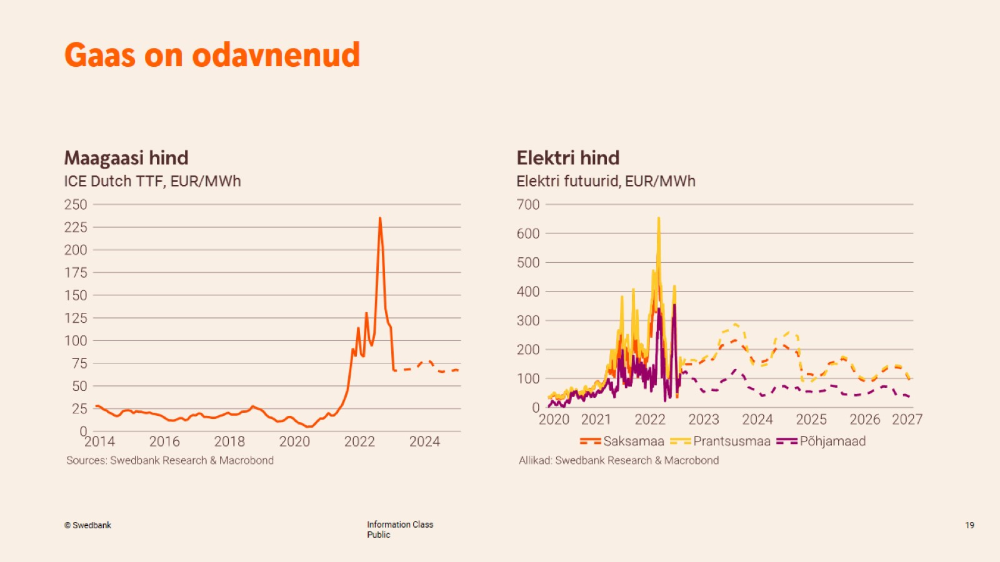 Gaas on odavnenud
Maagaasi hind
ICE Dutch TTF, EUR/MWh
250
225
200
175
150
125
100
75
50
25
0
2014 2016 2018 2020 2022 2024
Sources: Swedbank Research & Macrobond
Elektri hind
Elektri futuurid, EUR/MWh
700
600
500
400
300
200
100
0
2020 2021 2022 2023 2024 2025 2026 2027
Saksamaa Prantsusmaa Põhjamaad
Allikad: Swedbank Research & Macrobond
© Swedbank
Information Class
Public
19